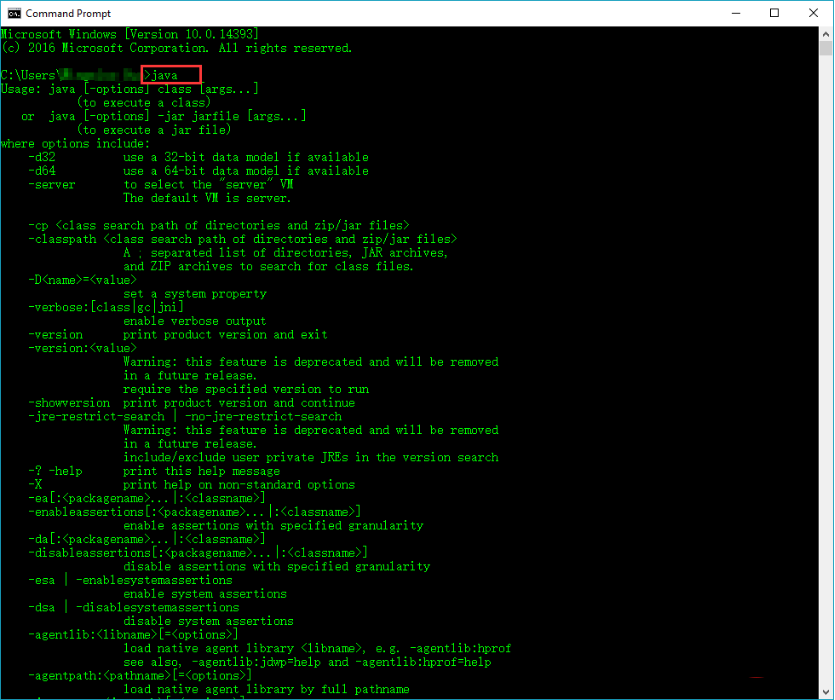 Command Prompt
Microsoft Windows [Version 10.0.14393]
(c) 2016 Microsoft Corporation. All rights reserved.
C:\Users\ >java
Usage: java [-options] class [args...]
(to execute a class)
or java [-options] -jar jarfile [args...]
(to execute a jar file)
where options include:
-d32 use a 32-bit data model if available
-d64 use a 64-bit data model if available
-server to select the "server" VM
The default VM is server.
-cp <class search path of directories and zip/jar files>
-classpath <class search path of directories and zip/jar files>
A ; separated list of directories, JAR archives,
and ZIP archives to search for class files.
-D<name>=<value>
set a system property
-verbose:[class|gc|jni]
enable verbose output
-version print product version and exit
-version:<value>
Warning: this feature is deprecated and will be removed
in a future release.
require the specified version to run
-showversion print product version and continue
-jre-restrict-search | -no-jre-restrict-search
Warning: this feature is deprecated and will be removed
in a future release.
include/exclude user private JREs in the version search
-? -help print this help message
-X print help on non-standard options
-ea[:<packagename>...|:<classname>]
-enableassertions[:<packagename>...|:<classname>]
enable assertions with specified granularity
-da[:<packagename>...|:<classname>]
-disableassertions[:<packagename>...|:<classname>]
disable assertions with specified granularity
-esa | -enablesystemassertions
enable system assertions
-dsa | -disablesystemassertions
disable system assertions
-agentlib:<libname>[=<options>]
load native agent library <libname>, e.g. -agentlib:hprof
see also, -agentlib:jdwp=help and -agentlib:hprof=help
-agentpath:<pathname>[=<options>]
load native agent library by full pathname